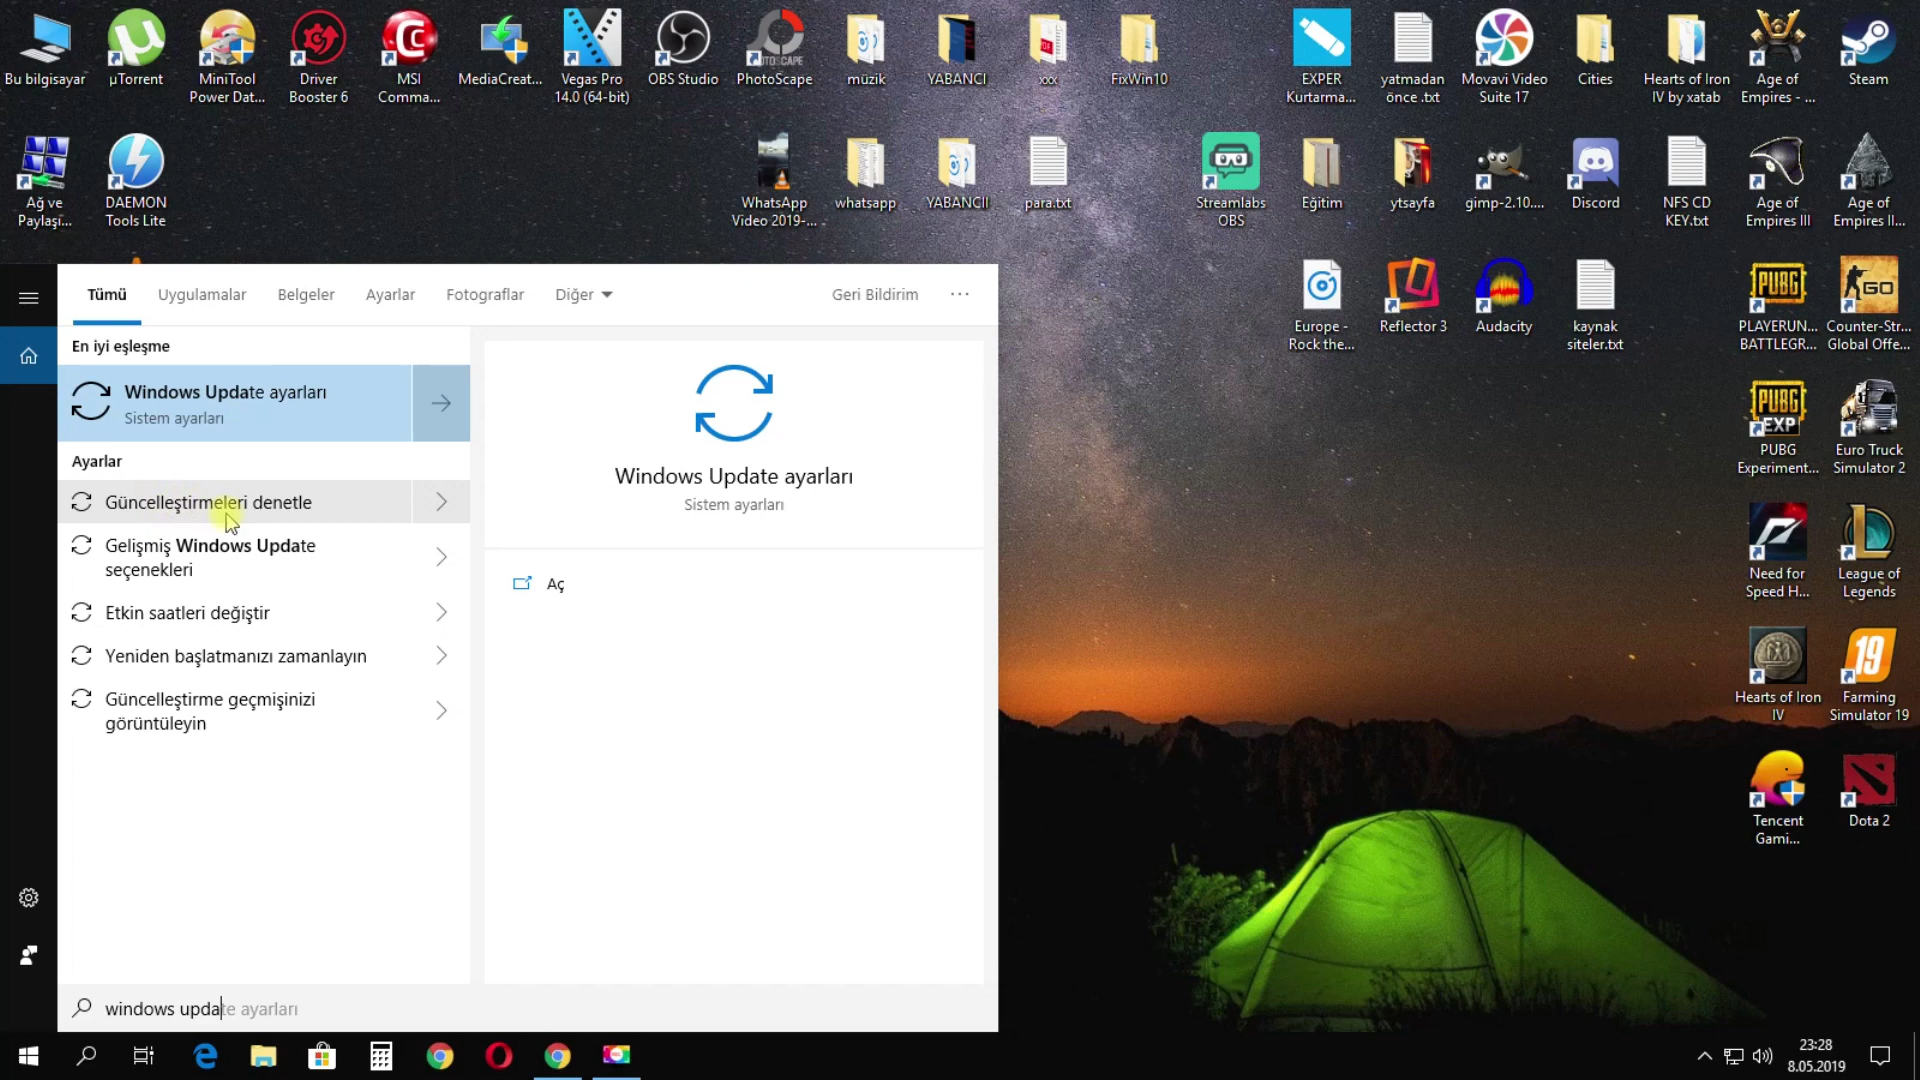 Bu bilgisayar
µTorrent
MiniTool
Power Dat...
Driver
Booster 6
MSI
Comma...
MediaCreat...
Vegas Pro
14.0 (64-bit)
OBS Studio
PhotoScape
müzik
YABANCI
xxx
FixWin10
EXPER
Kurtarma...
yatmadan
önce .txt
Movavi Video
Suite 17
Cities
Hearts of Iron
IV by xatab
Age of
Empires - ...
Steam
Ağ ve
Paylaşı...
DAEMON
Tools Lite
WhatsApp
Video 2019-...
whatsapp
YABANCII
para.txt
Streamlabs
OBS
Eğitim
ytsayfa
gimp-2.10....
Discord
NFS CD
KEY.txt
Age of
Empires III
Age of
Empires II...
Europe -
Rock the...
Reflector 3
Audacity
kaynak
siteler.txt
PLAYERUN...
BATTLEGR...
Counter-Str...
Global Offe...
PUBG
Experiment...
Euro Truck
Simulator 2
Need for
Speed H...
League of
Legends
Hearts of Iron
IV
Farming
Simulator 19
Tencent
Gami...
Dota 2
Tümü
Uygulamalar
Belgeler
Ayarlar
Fotograflar
Diğer
Geri Bildirim
En iyi eşleşme
Windows Update ayarları
Sistem ayarları
Ayarlar
Güncelleştirmeleri denetle
Gelişmiş Windows Update
seçenekleri
Etkin saatleri değiştir
Yeniden başlatmanızı zamanlayın
Güncelleştirme geçmişinizi
görüntüleyin
Windows Update ayarları
Sistem ayarları
Aç
windows update ayarları
23:28
8.05.2019